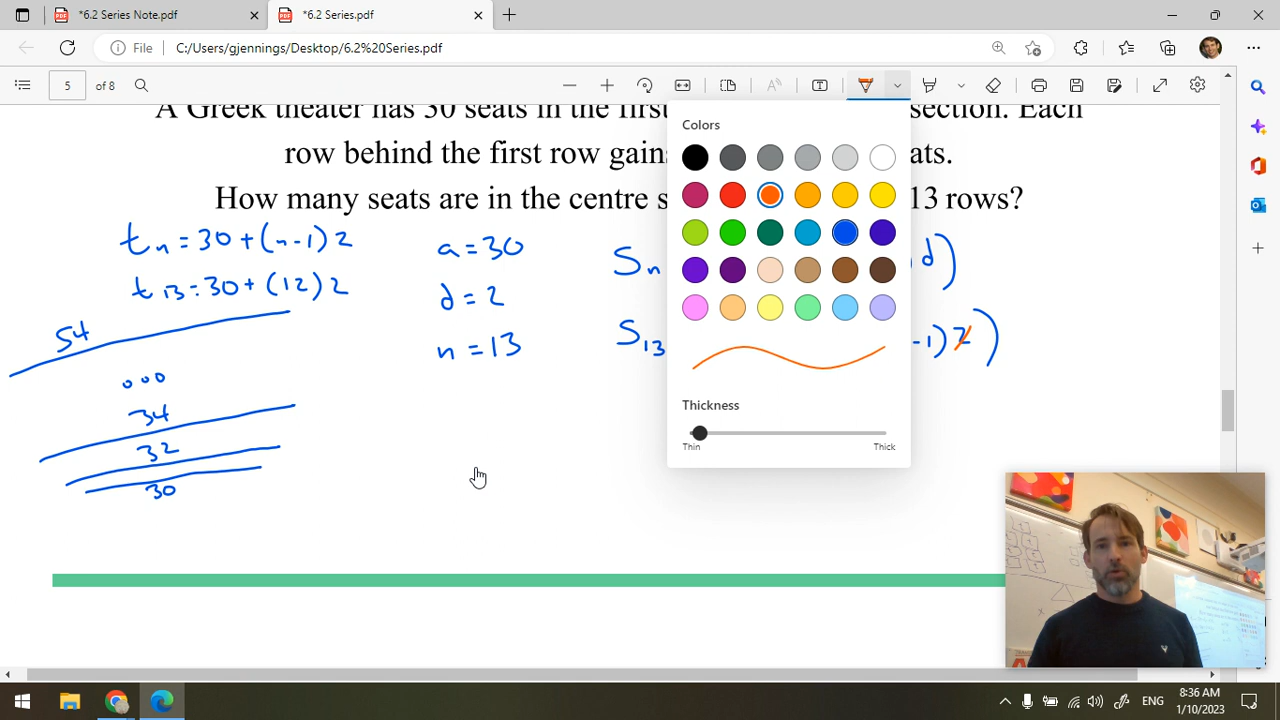 *6.2 Series Note.pdf
*6.2 Series.pdf
File
C:/Users/gjennings/Desktop/6.2%20Series.pdf
5 of 8
A Greek theater has 30 seats in the first section. Each
row behind the first row gains ats.
How many seats are in the centre s 13 rows?
tn = 30 + (n-1) 2
t13 = 30 + (12) 2
54
000
34
32
30
a = 30
d = 2
n = 13
Sn d)
S13 -1) 2 )
Colors
Thickness
Thin
Thick
ENG
8:36 AM
1/10/2023